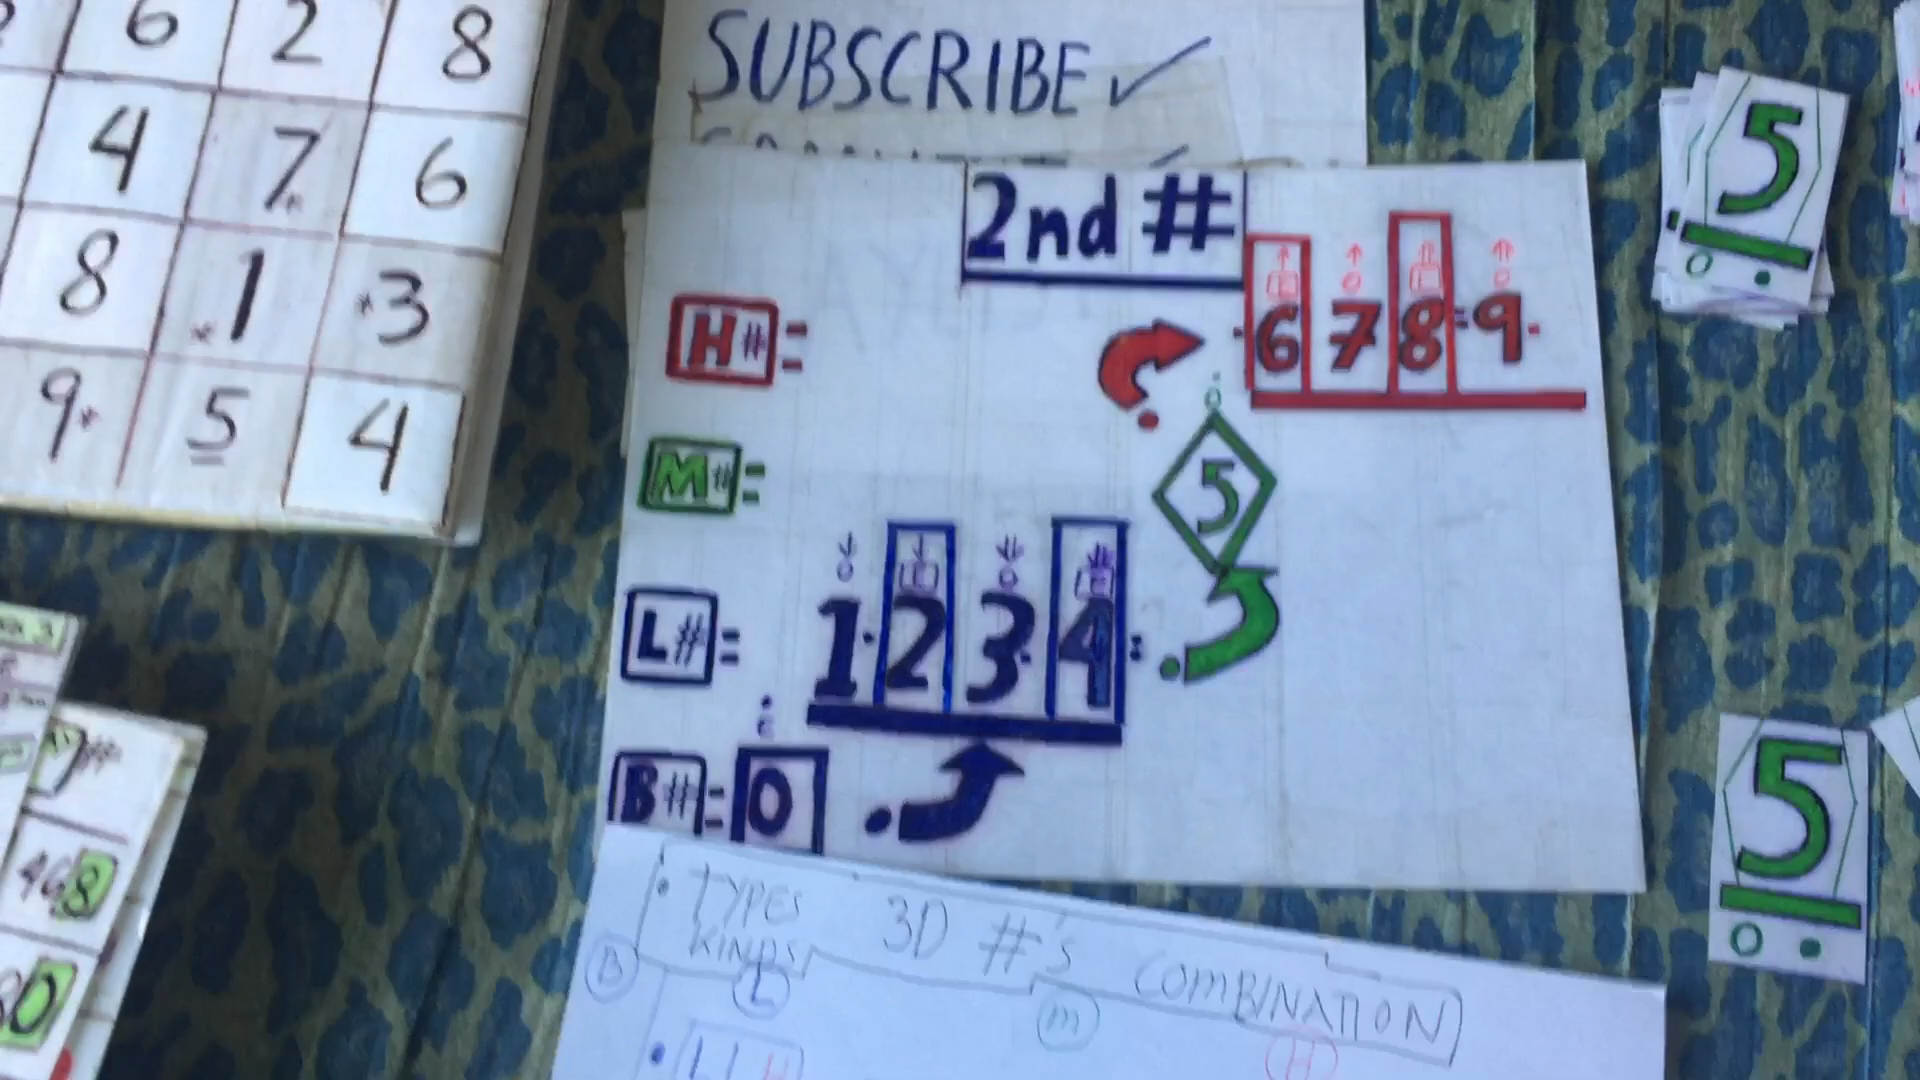 6 2 8
4 7 6
8 1 3
9 5 4
SUBSCRIBE ✓
2nd #
H# =
6 7 8 9
M# =
5
L# = 1 2 3 4
B# = 0
E O E O
O E O E
TYPES
KINDS
3D #'s COMBINATION
B L M H
L L H
5
O
5
O
468